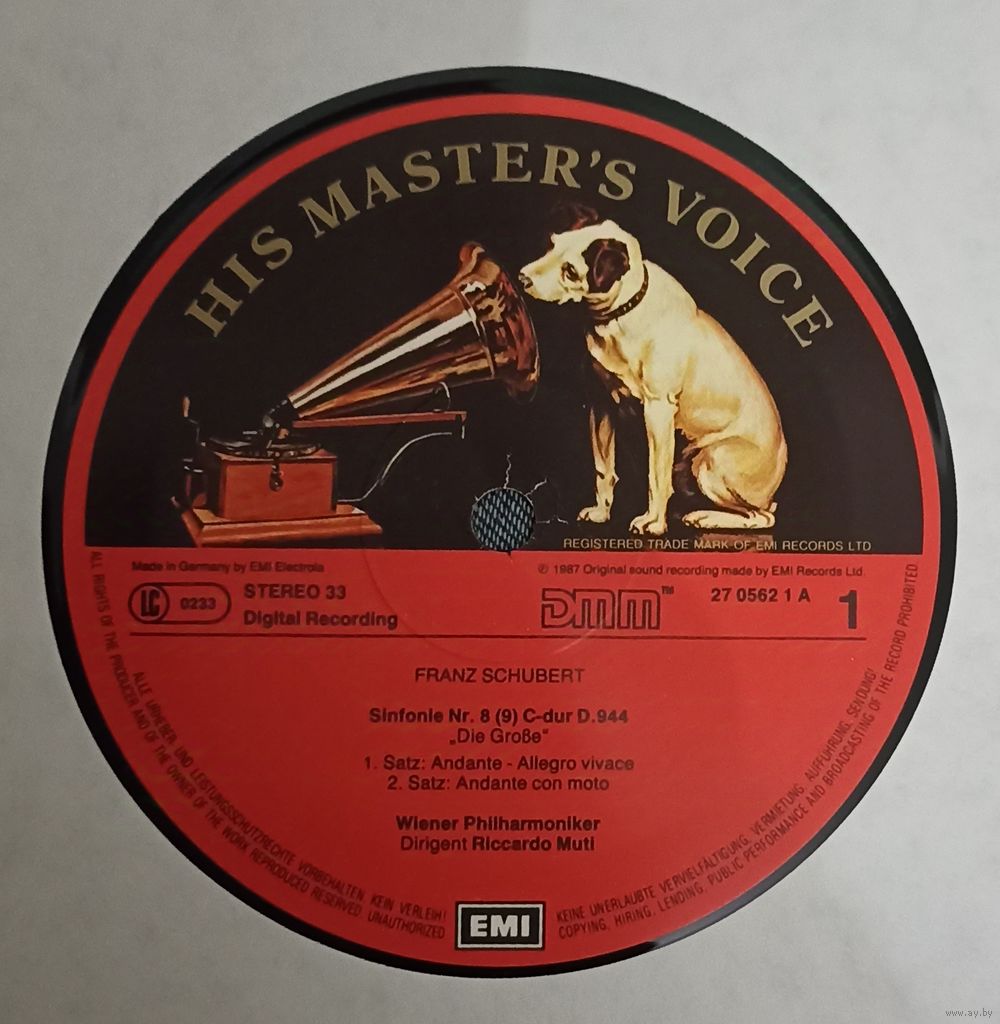 HIS MASTER'S VOICE
REGISTERED TRADE MARK OF EMI RECORDS LTD
Made in Germany by EMI Electrola
℗ 1987 Original sound recording made by EMI Records Ltd.
LC 0233
STEREO 33
Digital Recording
DMM™
27 0562 1 A
1
FRANZ SCHUBERT
Sinfonie Nr. 8 (9) C-dur D.944
„Die Große“
1. Satz: Andante - Allegro vivace
2. Satz: Andante con moto
Wiener Philharmoniker
Dirigent Riccardo Muti
ALLE URHEBER- UND LEISTUNGSSCHUTZRECHTE VORBEHALTEN. KEIN VERLEIH!
KEINE UNERLAUBTE VERVIELFÄLTIGUNG, VERMIETUNG, AUFFÜHRUNG, SENDUNG!
ALL RIGHTS OF THE PRODUCER AND OF THE OWNER OF THE WORK REPRODUCED RESERVED. UNAUTHORIZED
COPYING, HIRING, LENDING, PUBLIC PERFORMANCE AND BROADCASTING OF THE RECORD PROHIBITED
EMI
www.ay.by